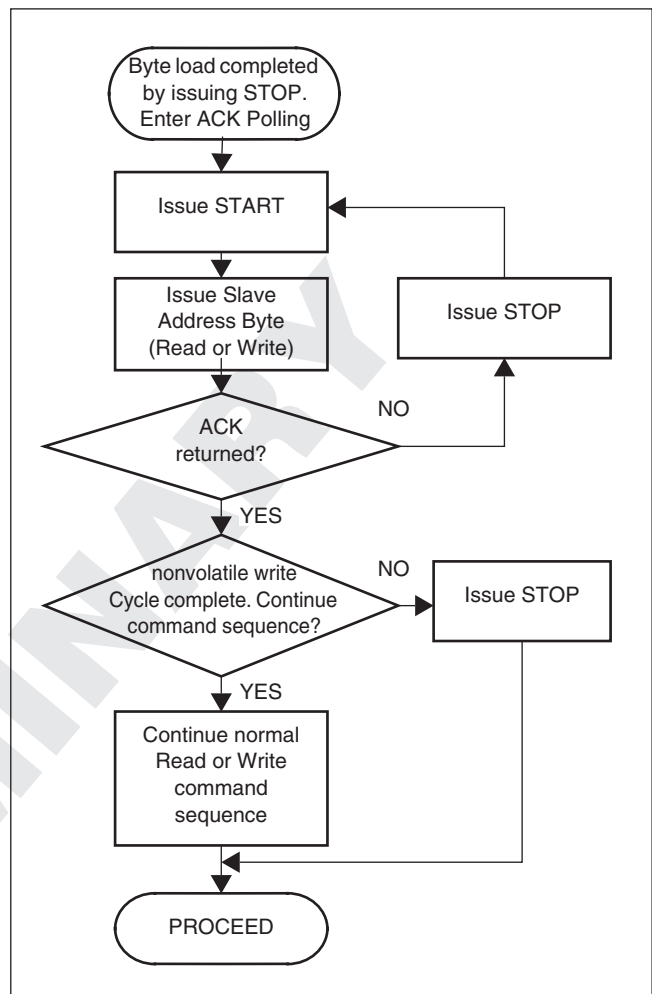 Byte load completed
by issuing STOP.
Enter ACK Polling
Issue START
Issue Slave
Address Byte
(Read or Write)
Issue STOP
NO
ACK
returned?
YES
nonvolatile write
Cycle complete. Continue
command sequence?
NO
Issue STOP
YES
Continue normal
Read or Write
command
sequence
PROCEED
MINARY